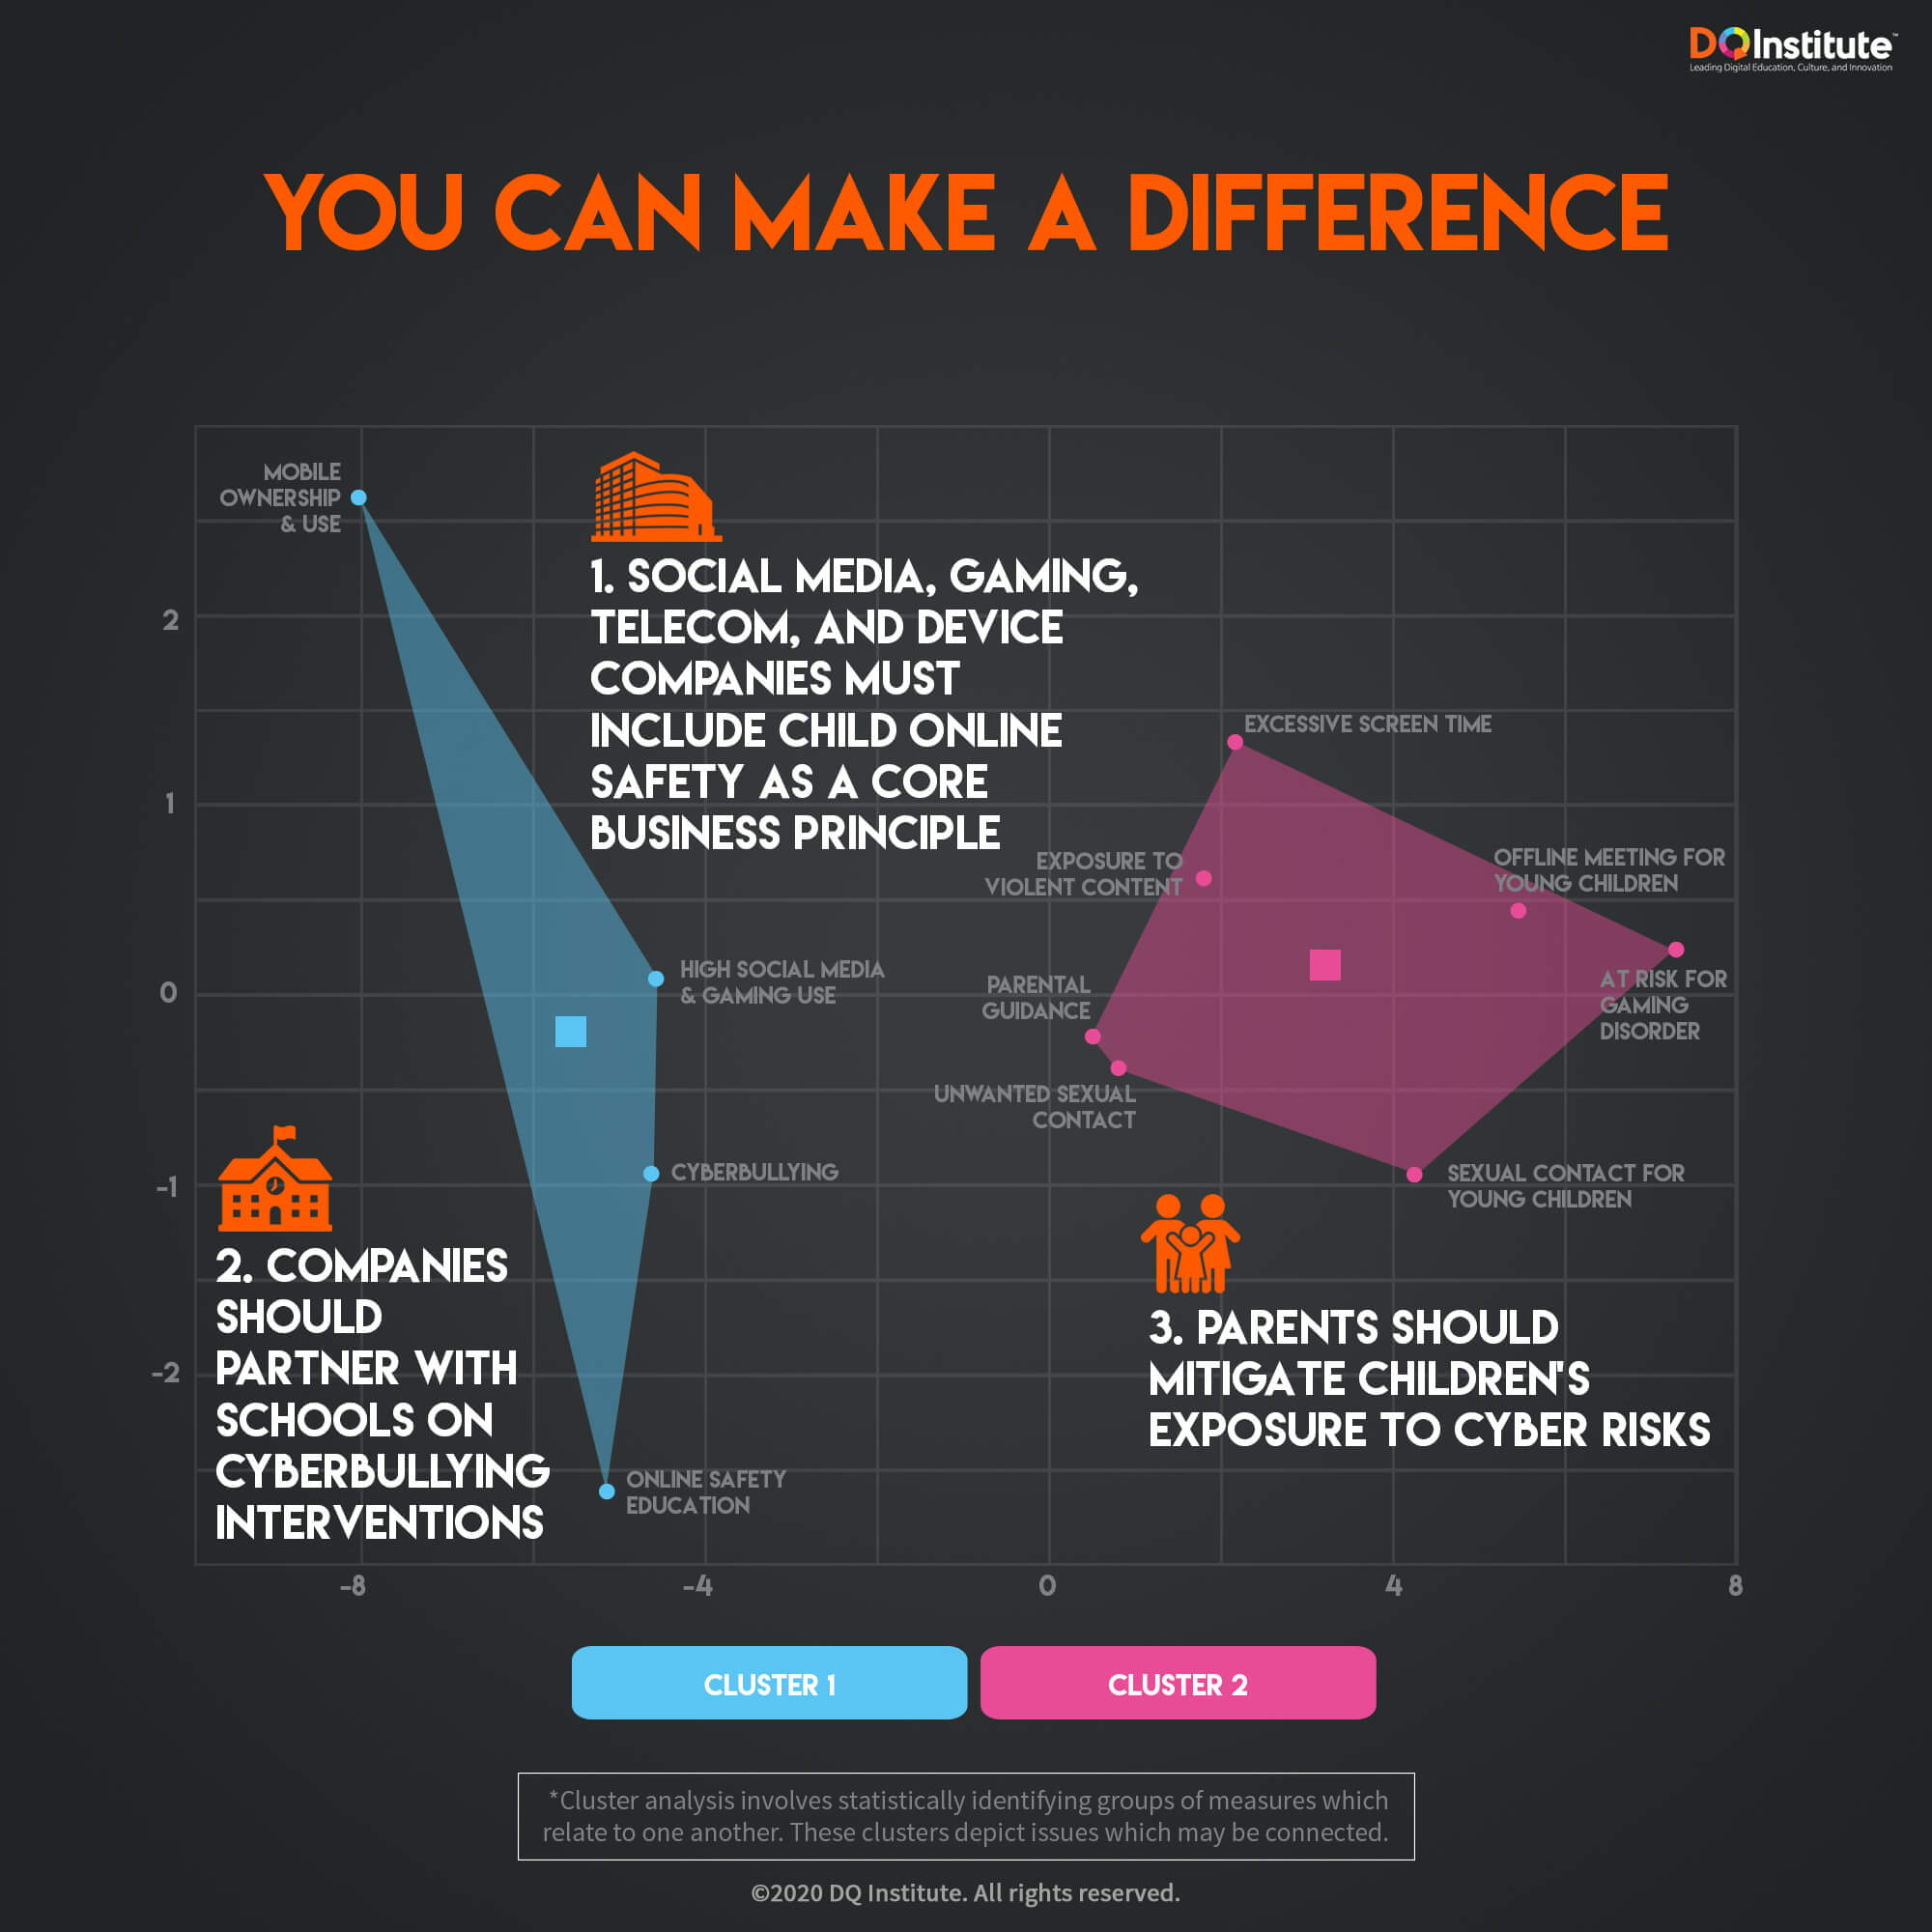 DQInstitute™
Leading Digital Education, Culture, and Innovation
YOU CAN MAKE A DIFFERENCE
MOBILE
OWNERSHIP
& USE
1. SOCIAL MEDIA, GAMING,
TELECOM, AND DEVICE
COMPANIES MUST
INCLUDE CHILD ONLINE
SAFETY AS A CORE
BUSINESS PRINCIPLE
2
1
0
-1
-2
EXCESSIVE SCREEN TIME
EXPOSURE TO
VIOLENT CONTENT
OFFLINE MEETING FOR
YOUNG CHILDREN
HIGH SOCIAL MEDIA
& GAMING USE
PARENTAL
GUIDANCE
AT RISK FOR
GAMING
DISORDER
UNWANTED SEXUAL
CONTACT
CYBERBULLYING
SEXUAL CONTACT FOR
YOUNG CHILDREN
2. COMPANIES
SHOULD
PARTNER WITH
SCHOOLS ON
CYBERBULLYING
INTERVENTIONS
3. PARENTS SHOULD
MITIGATE CHILDREN'S
EXPOSURE TO CYBER RISKS
ONLINE SAFETY
EDUCATION
-8 -4 0 4 8
CLUSTER 1
CLUSTER 2
*Cluster analysis involves statistically identifying groups of measures which
relate to one another. These clusters depict issues which may be connected.
©2020 DQ Institute. All rights reserved.